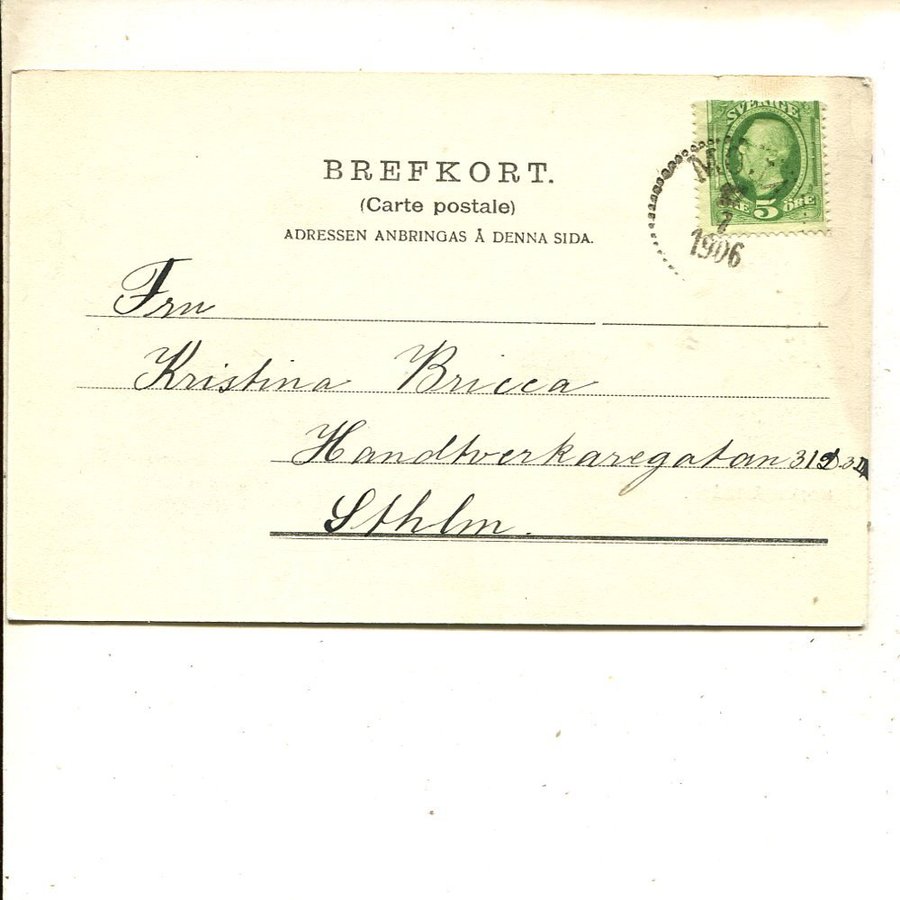 BREFKORT.
(Carte postale)
ADRESSEN ANBRINGAS Å DENNA SIDA.
SVERIGE
5 ÖRE
1906
Fru
Kristina Bricca
Handtverkaregatan 31
Sthlm.